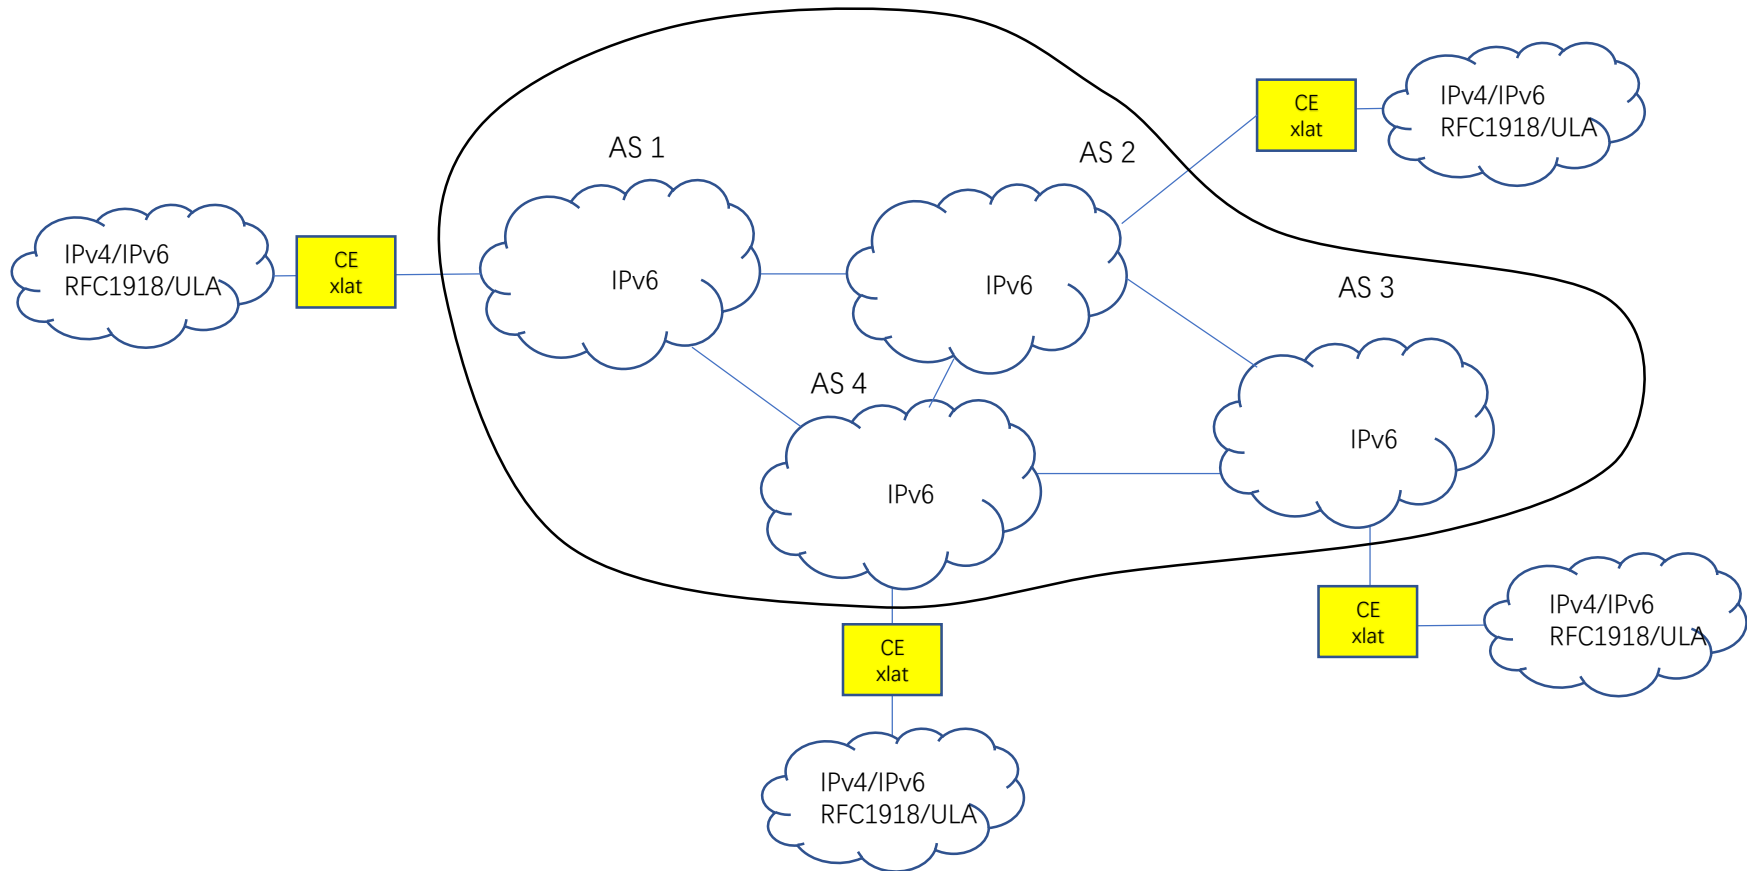 CE
xlat
IPv4/IPv6
RFC1918/ULA
AS 1
AS 2
IPv4/IPv6
RFC1918/ULA
CE
xlat
IPv6
IPv6
AS 3
AS 4
IPv6
IPv6
CE
xlat
IPv4/IPv6
RFC1918/ULA
CE
xlat
IPv4/IPv6
RFC1918/ULA